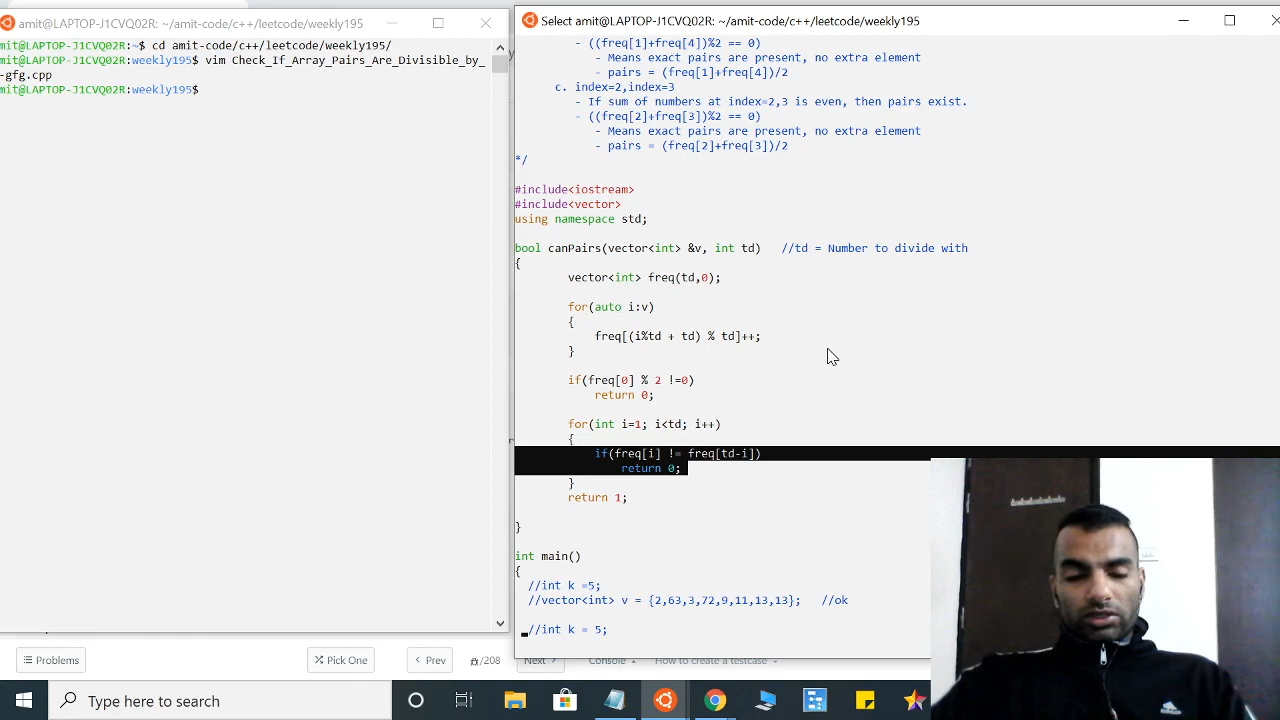 amit@LAPTOP-J1CVQ02R: ~/amit-code/c++/leetcode/weekly195
mit@LAPTOP-J1CVQ02R:~$ cd amit-code/c++/leetcode/
mit@LAPTOP-J1CVQ02R:weekly195$ vim Check_If_Array_Pairs_Are_Divisible_by_
-gfg.cpp
mit@LAPTOP-J1CVQ02R:weekly195$
Select amit@LAPTOP-J1CVQ02R: ~/amit-code/c++/leetcode/weekly195
- ((freq[1]+freq[4])%2 == 0)
- Means exact pairs are present, no extra element
- pairs = (freq[1]+freq[4])/2
c. index=2,index=3
- If sum of numbers at index=2,3 is even, then pairs exist.
- ((freq[2]+freq[3])%2 == 0)
- Means exact pairs are present, no extra element
- pairs = (freq[2]+freq[3])/2
*/
#include<iostream>
#include<vector>
using namespace std;
bool canPairs(vector<int> &v, int td)   //td = Number to divide with
{
vector<int> freq(td,0);
for(auto i:v)
{
freq[(i%td + td) % td]++;
}
if(freq[0] % 2 !=0)
return 0;
for(int i=1; i<td; i++)
{
if(freq[i] != freq[td-i])
return 0;
}
return 1;
}
int main()
{
//int k =5;
//vector<int> v = {2,63,3,72,9,11,13,13};   //ok
//int k = 5;
Problems
Pick One
Prev
/208
Next
Console
How to create a testcase
Type here to search